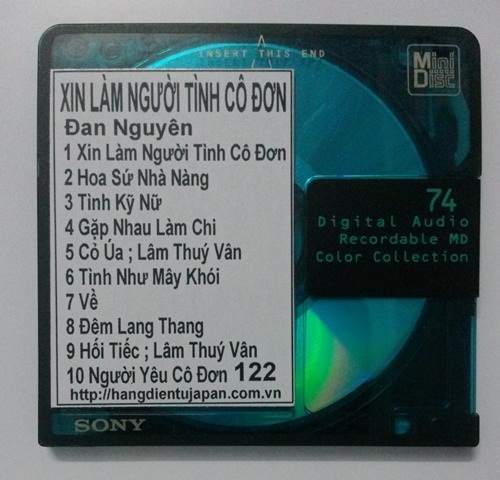 INSERT THIS END
Mini
Disc
XIN LÀM NGƯỜI TÌNH CÔ ĐƠN
Đan Nguyên
1 Xin Làm Người Tình Cô Đơn
2 Hoa Sứ Nhà Nàng
3 Tình Kỹ Nữ
4 Gặp Nhau Làm Chi
5 Cỏ Úa ; Lâm Thuý Vân
6 Tình Như Mây Khói
7 Về
8 Đêm Lang Thang
9 Hối Tiếc ; Lâm Thuý Vân
10 Người Yêu Cô Đơn 122
http://hangdientujapan.com.vn/
74
Digital Audio
Recordable MD
Color Collection
SONY